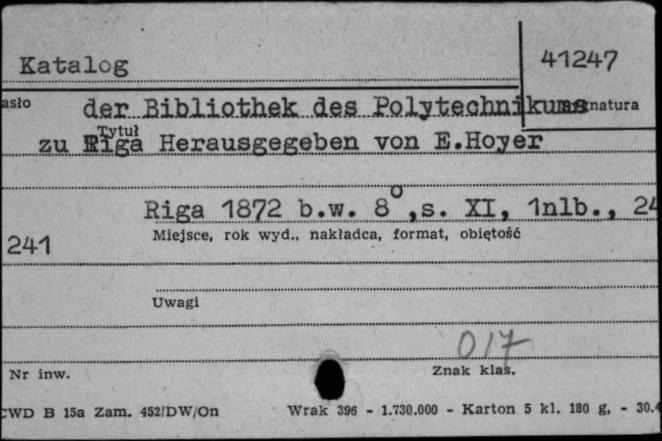 Katalog
41247
asło der Bibliothek des Polytechnikums
Tytuł
zu Riga Herausgegeben von E.Hoyer
Riga 1872 b.w. 8°,s. XI, 1nlb., 24
241
Miejsce, rok wyd., nakładca, format, obiętość
Uwagi
017
Nr inw. Znak klas.
CWD B 15a Zam. 452/DW/On Wrak 396 - 1.730.000 - Karton 5 kl. 180 g. - 30.4